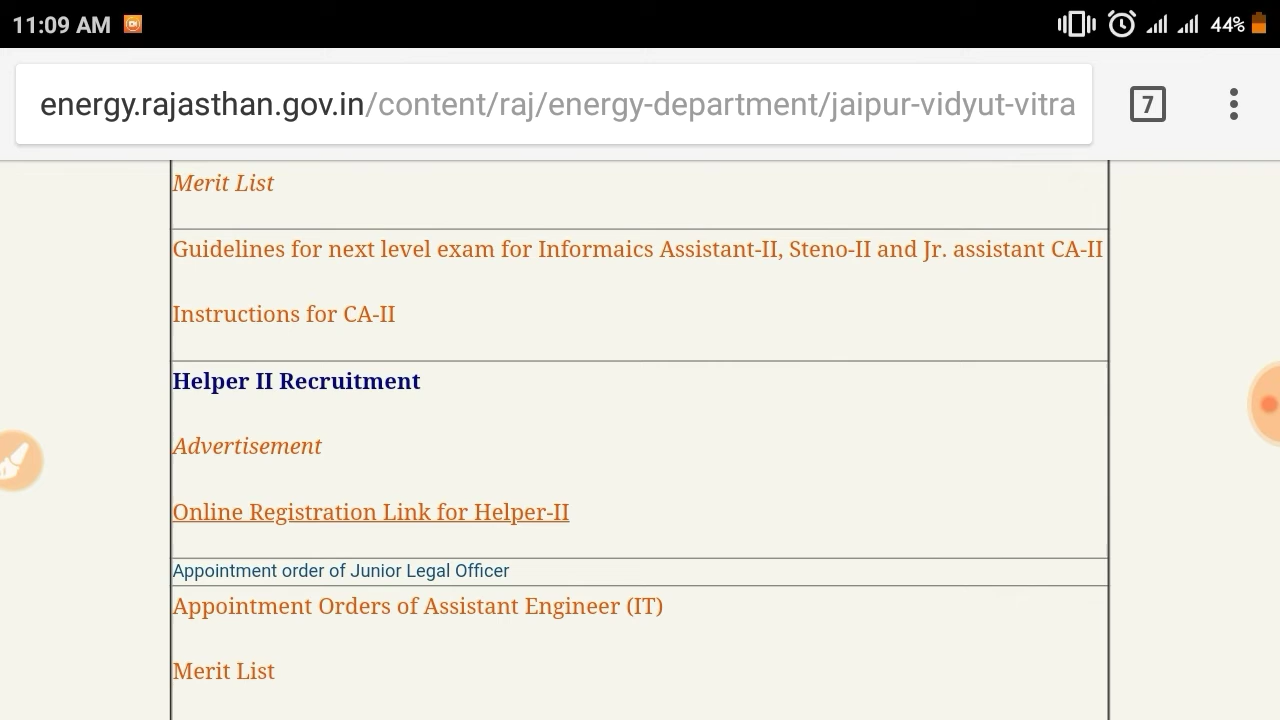 11:09 AM
44%
energy.rajasthan.gov.in/content/raj/energy-department/jaipur-vidyut-vitra
7
Merit List
Guidelines for next level exam for Informaics Assistant-II, Steno-II and Jr. assistant CA-II
Instructions for CA-II
Helper II Recruitment
Advertisement
Online Registration Link for Helper-II
Appointment order of Junior Legal Officer
Appointment Orders of Assistant Engineer (IT)
Merit List